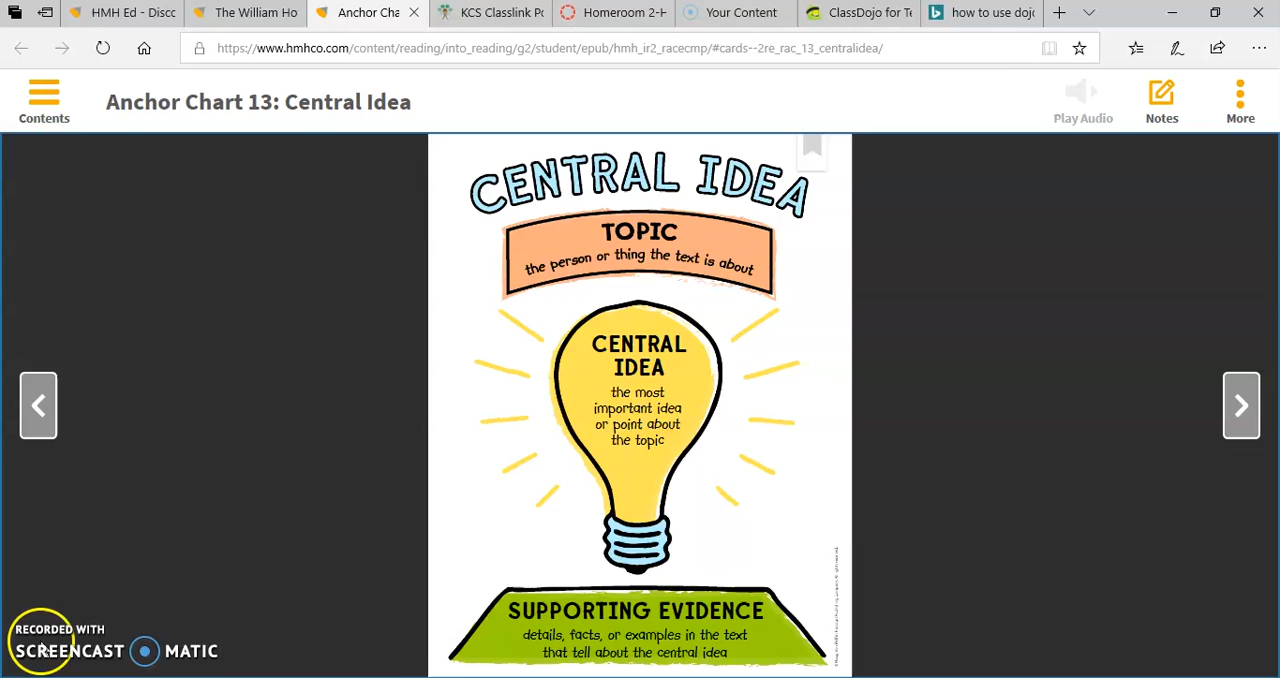 HMH Ed - Disco
The William Ho
Anchor Cha
KCS Classlink Po
Homeroom 2-H
Your Content
ClassDojo for Te
how to use dojo
https://www.hmhco.com/content/reading/into_reading/g2/student/epub/hmh_ir2_racecmp/#cards--2re_rac_13_centralidea/
Contents
Anchor Chart 13: Central Idea
Play Audio
Notes
More
CENTRAL IDEA
TOPIC
the person or thing the text is about
CENTRAL
IDEA
the most
important idea
or point about
the topic
SUPPORTING EVIDENCE
details, facts, or examples in the text
that tell about the central idea
RECORDED WITH
SCREENCAST MATIC